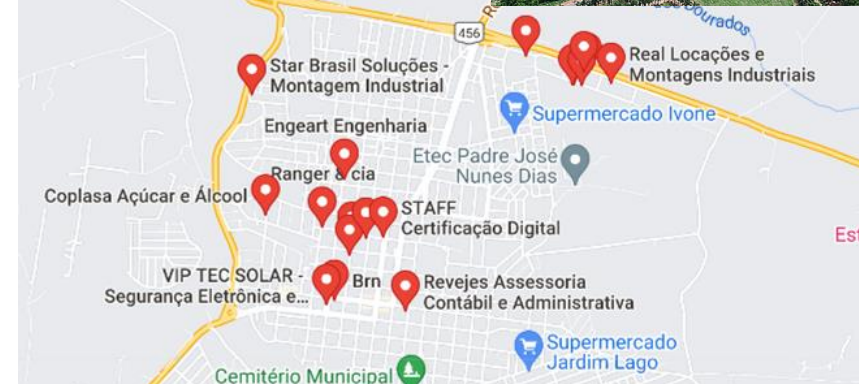 Dourados
456
Real Locações e
Montagens Industriais
Star Brasil Soluções -
Montagem Industrial
Supermercado Ivone
Engeart Engenharia
Etec Padre José
Nunes Dias
Ranger & cia
Coplasa Açúcar e Álcool
STAFF
Certificação Digital
Est
VIP TEC SOLAR -
Segurança Eletrônica e...
Brn
Revejes Assessoria
Contábil e Administrativa
Supermercado
Jardim Lago
Cemitério Municipal